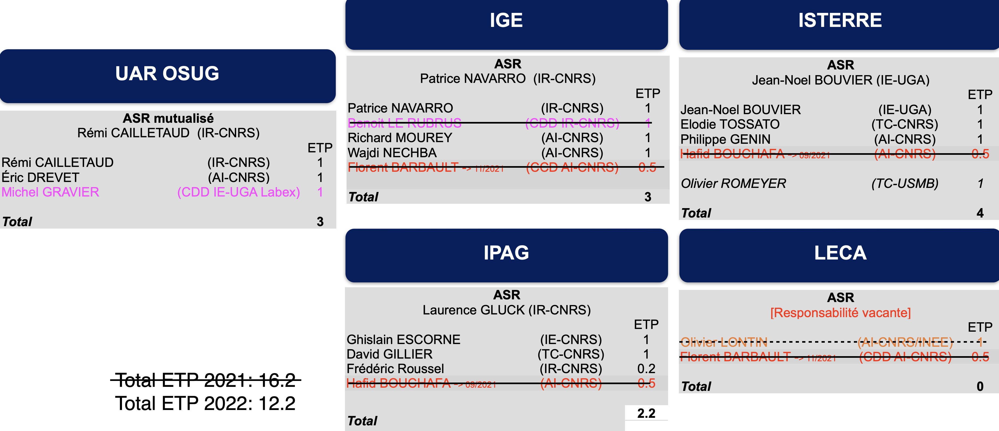 UAR OSUG
ASR mutualisé
Rémi CAILLETAUD (IR-CNRS)
ETP
Rémi CAILLETAUD (IR-CNRS) 1
Éric DREVET (AI-CNRS) 1
Michel GRAVIER (CDD IE-UGA Labex) 1
Total 3
IGE
ASR
Patrice NAVARRO (IR-CNRS)
ETP
Patrice NAVARRO (IR-CNRS) 1
Benoit LE RUBRUS (CDD IR-CNRS) 1
Richard MOUREY (AI-CNRS) 1
Wajdi NECHBA (AI-CNRS) 1
Florent BARBAULT -> 11/2021 (CCD AI-CNRS) 0.5
Total 3
ISTERRE
ASR
Jean-Noel BOUVIER (IE-UGA)
ETP
Jean-Noel BOUVIER (IE-UGA) 1
Elodie TOSSATO (TC-CNRS) 1
Philippe GENIN (AI-CNRS) 1
Hafid BOUCHAFA -> 09/2021 (AI-CNRS) 0.5
Olivier ROMEYER (TC-USMB) 1
Total 4
IPAG
ASR
Laurence GLUCK (IR-CNRS)
ETP
Ghislain ESCORNE (IE-CNRS) 1
David GILLIER (TC-CNRS) 1
Frédéric Roussel (IR-CNRS) 0.2
Hafid BOUCHAFA -> 09/2021 (AI-CNRS) 0.5
Total 2.2
LECA
ASR
[Responsabilité vacante]
ETP
Olivier LONTIN (AI-CNRS/INEE) 1
Florent BARBAULT -> 11/2021 (CDD AI-CNRS) 0.5
Total 0
Total ETP 2021: 16.2
Total ETP 2022: 12.2